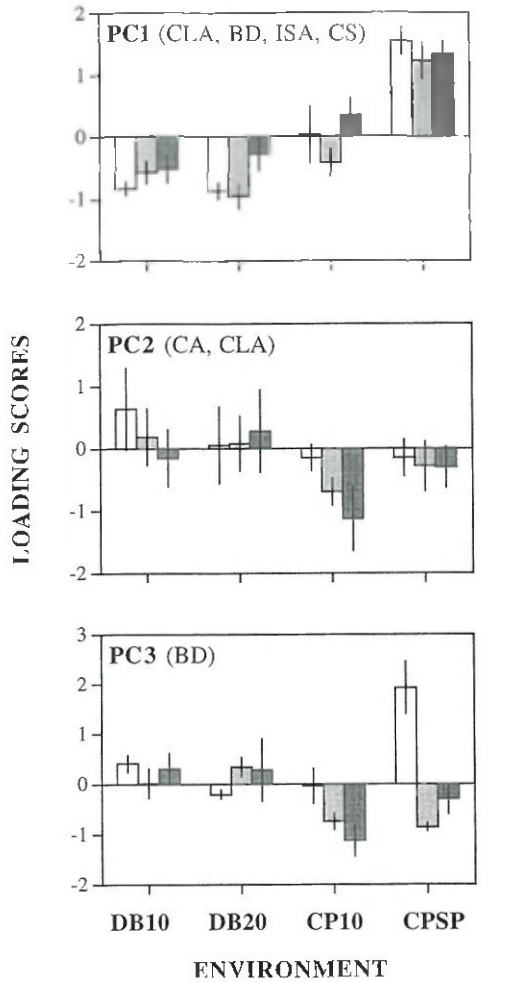 2
PC1 (CLA, BD, ISA, CS)
1
0
-1
-2
LOADING SCORES
2
PC2 (CA, CLA)
1
0
-1
-2
3
PC3 (BD)
2
1
0
-1
-2
DB10 DB20 CP10 CPSP
ENVIRONMENT